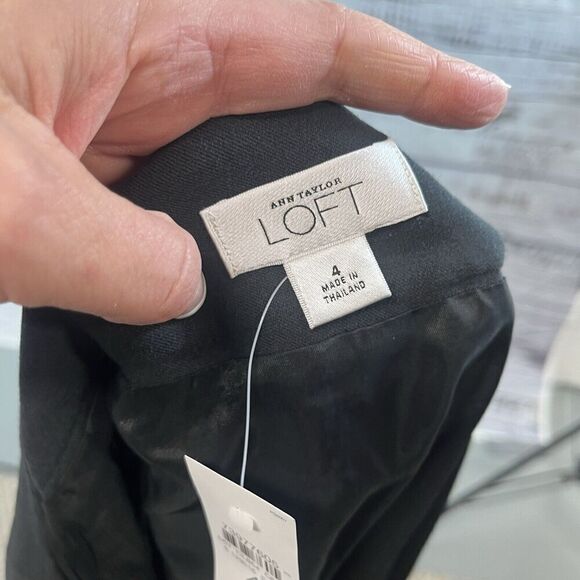 ANN TAYLOR
LOFT
4
MADE IN
THAILAND